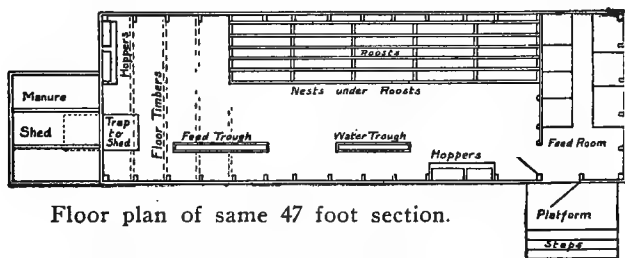 Hoppers
Roosts
Nests under Roosts
Manure
Shed
Trap
to
Shed
Floor Timbers
Feed Trough
Water Trough
Hoppers
Feed Room
Platform
Steps
Floor plan of same 47 foot section.